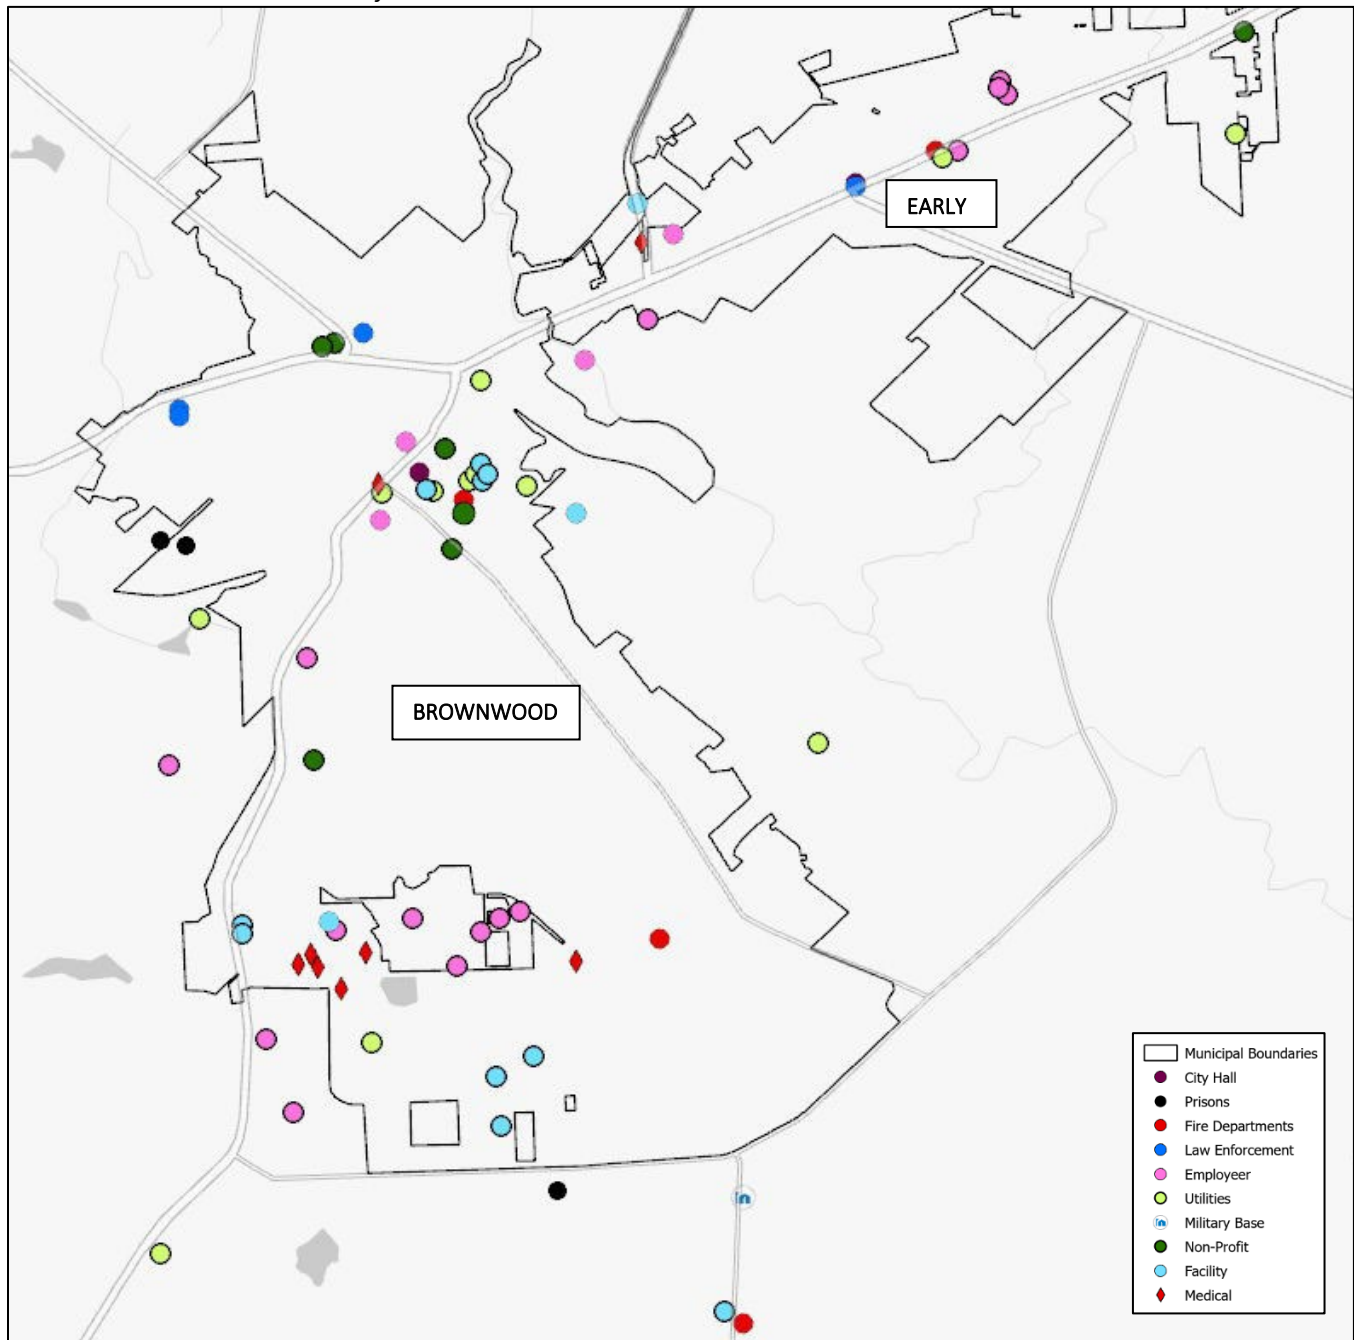 EARLY
BROWNWOOD
Municipal Boundaries
City Hall
Prisons
Fire Departments
Law Enforcement
Employeer
Utilities
Military Base
Non-Profit
Facility
Medical